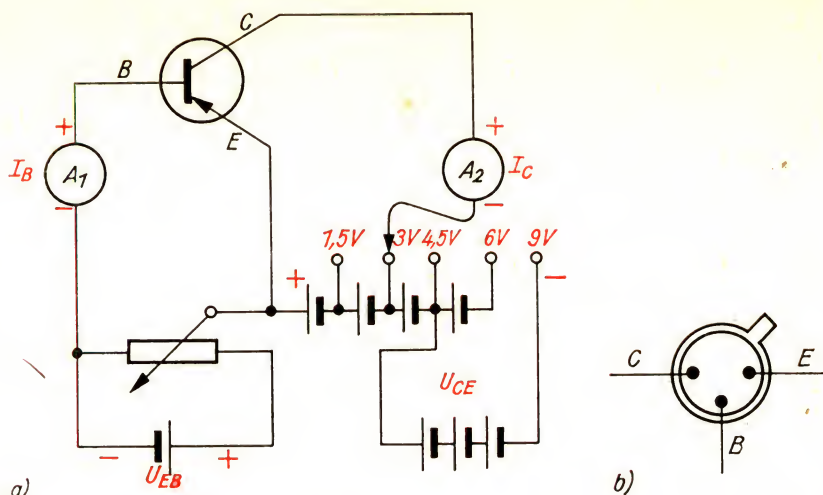 C
B
E
+
+
I_B
A1
A2
I_C
−
−
1,5V
3V
4,5V
6V
9V
+
−
U_CE
C
E
−
+
U_EB
B
a)
b)